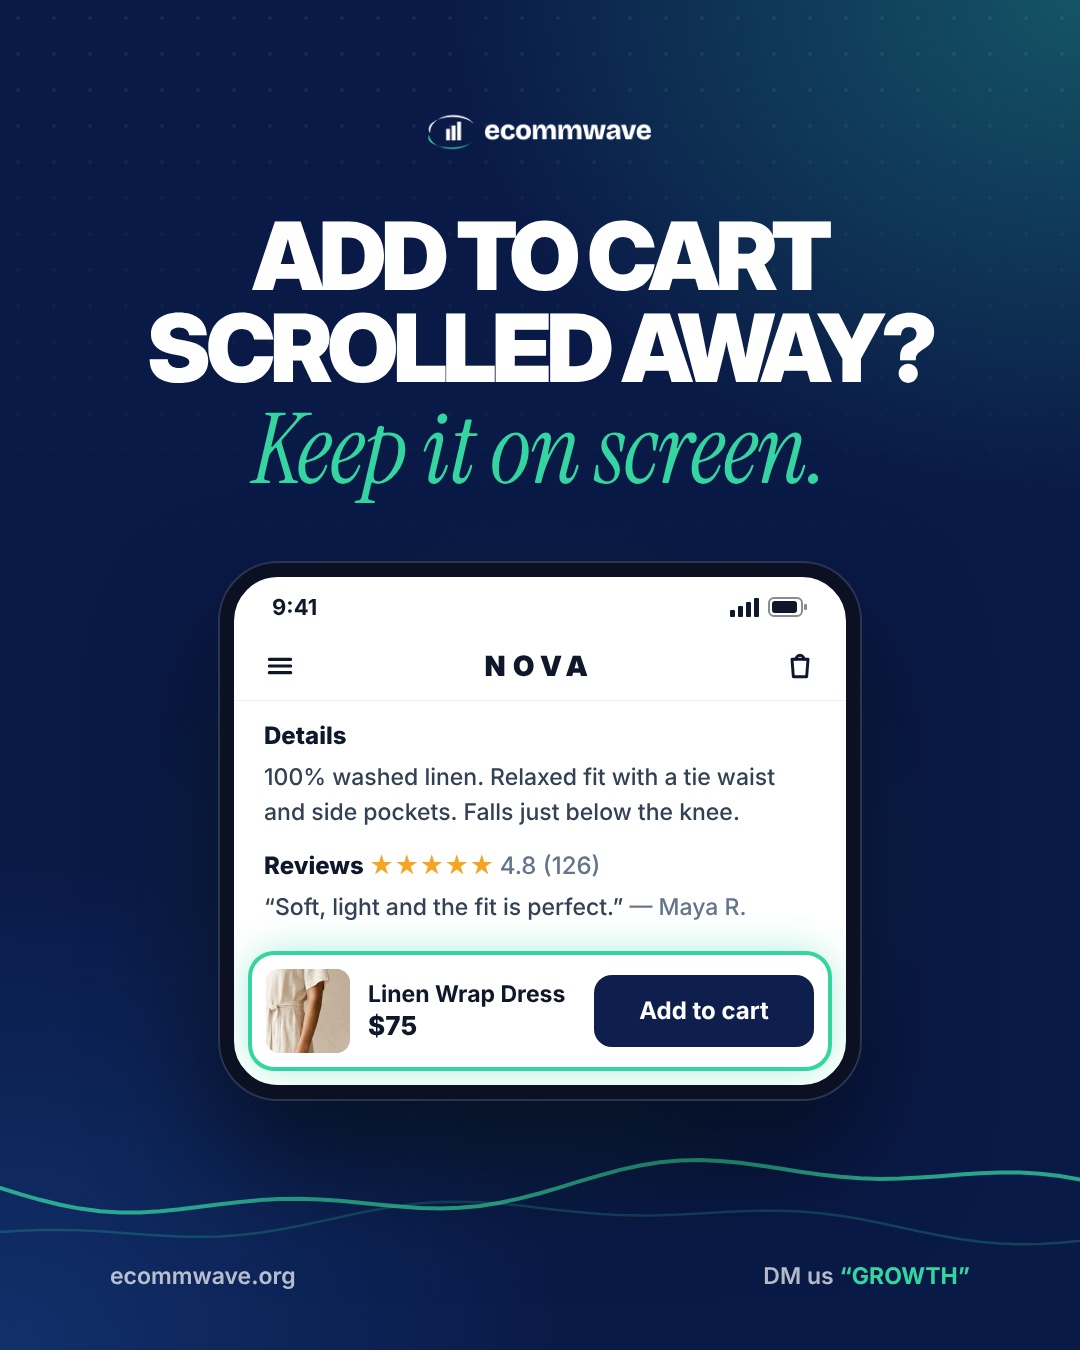 ecommwave
ADD TO CART
SCROLLED AWAY?
Keep it on screen.
9:41
NOVA
Details
100% washed linen. Relaxed fit with a tie waist
and side pockets. Falls just below the knee.
Reviews ★★★★★ 4.8 (126)
“Soft, light and the fit is perfect.” — Maya R.
Linen Wrap Dress
$75
Add to cart
ecommwave.org
DM us “GROWTH”